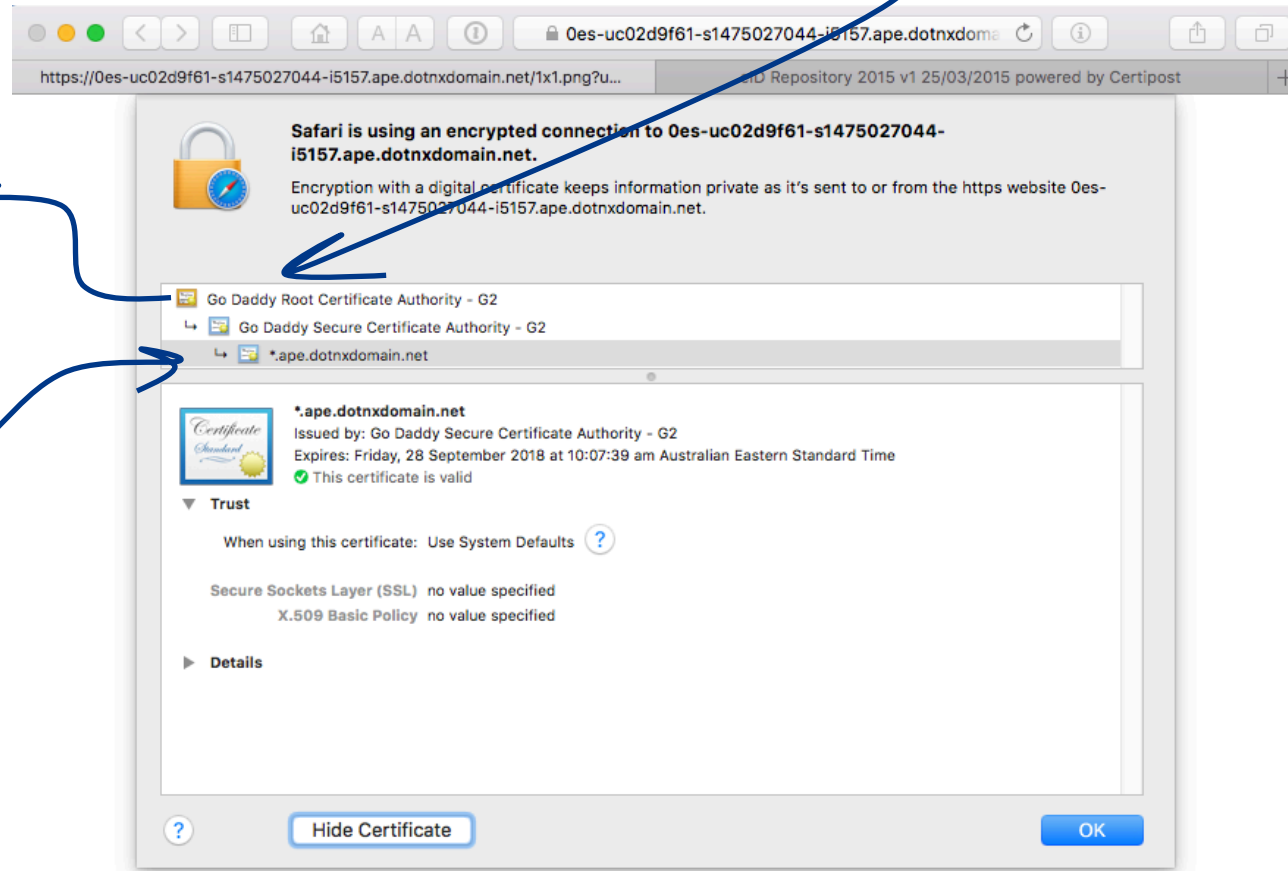 A A
0es-uc02d9f61-s1475027044-i5157.ape.dotnxdoma
https://0es-uc02d9f61-s1475027044-i5157.ape.dotnxdomain.net/1x1.png?u...
Repository 2015 v1 25/03/2015 powered by Certipost
+
Safari is using an encrypted connection to 0es-uc02d9f61-s1475027044-
i5157.ape.dotnxdomain.net.
Encryption with a digital certificate keeps information private as it's sent to or from the https website 0es-
uc02d9f61-s1475027044-i5157.ape.dotnxdomain.net.
Go Daddy Root Certificate Authority - G2
Go Daddy Secure Certificate Authority - G2
*.ape.dotnxdomain.net
Certificate
Standard
*.ape.dotnxdomain.net
Issued by: Go Daddy Secure Certificate Authority - G2
Expires: Friday, 28 September 2018 at 10:07:39 am Australian Eastern Standard Time
This certificate is valid
Trust
When using this certificate: Use System Defaults ?
Secure Sockets Layer (SSL) no value specified
X.509 Basic Policy no value specified
Details
? Hide Certificate OK